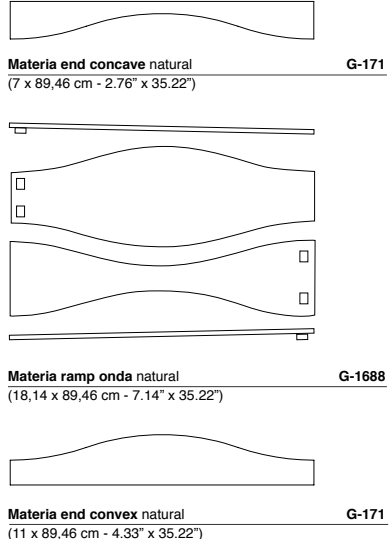 Materia end concave natural G-171
(7 x 89,46 cm - 2.76” x 35.22”)
Materia ramp onda natural G-1688
(18,14 x 89,46 cm - 7.14” x 35.22”)
Materia end convex natural G-171
(11 x 89,46 cm - 4.33” x 35.22”)